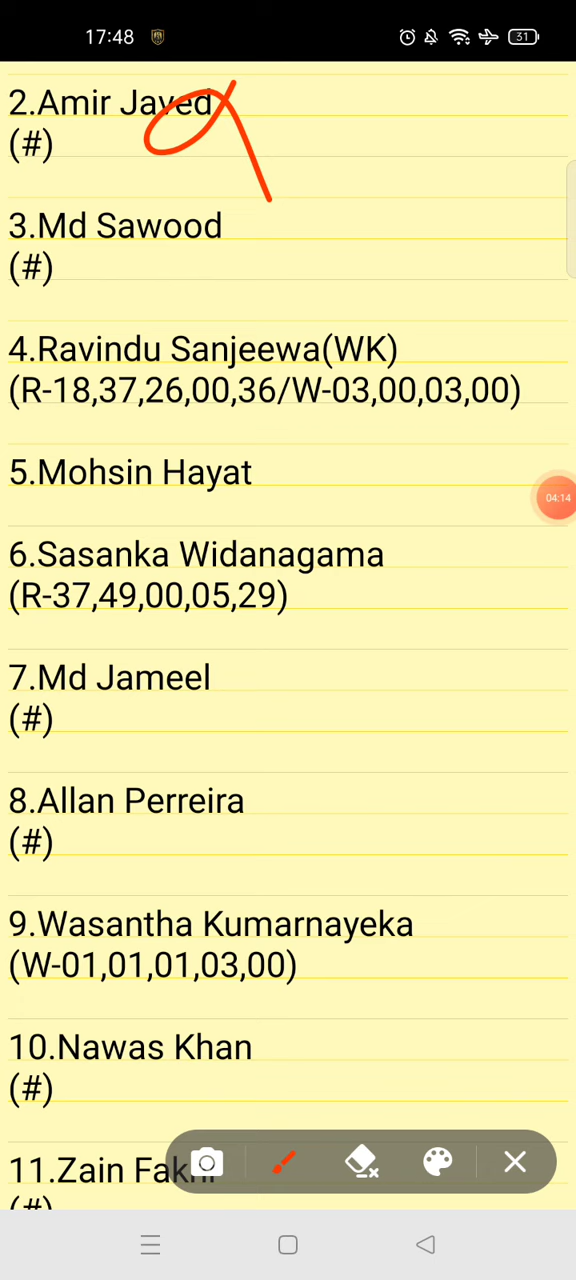 17:48
31
2.Amir Javed
(#)
3.Md Sawood
(#)
4.Ravindu Sanjeewa(WK)
(R-18,37,26,00,36/W-03,00,03,00)
5.Mohsin Hayat
04:14
6.Sasanka Widanagama
(R-37,49,00,05,29)
7.Md Jameel
(#)
8.Allan Perreira
(#)
9.Wasantha Kumarnayeka
(W-01,01,01,03,00)
10.Nawas Khan
(#)
11.Zain
(#)